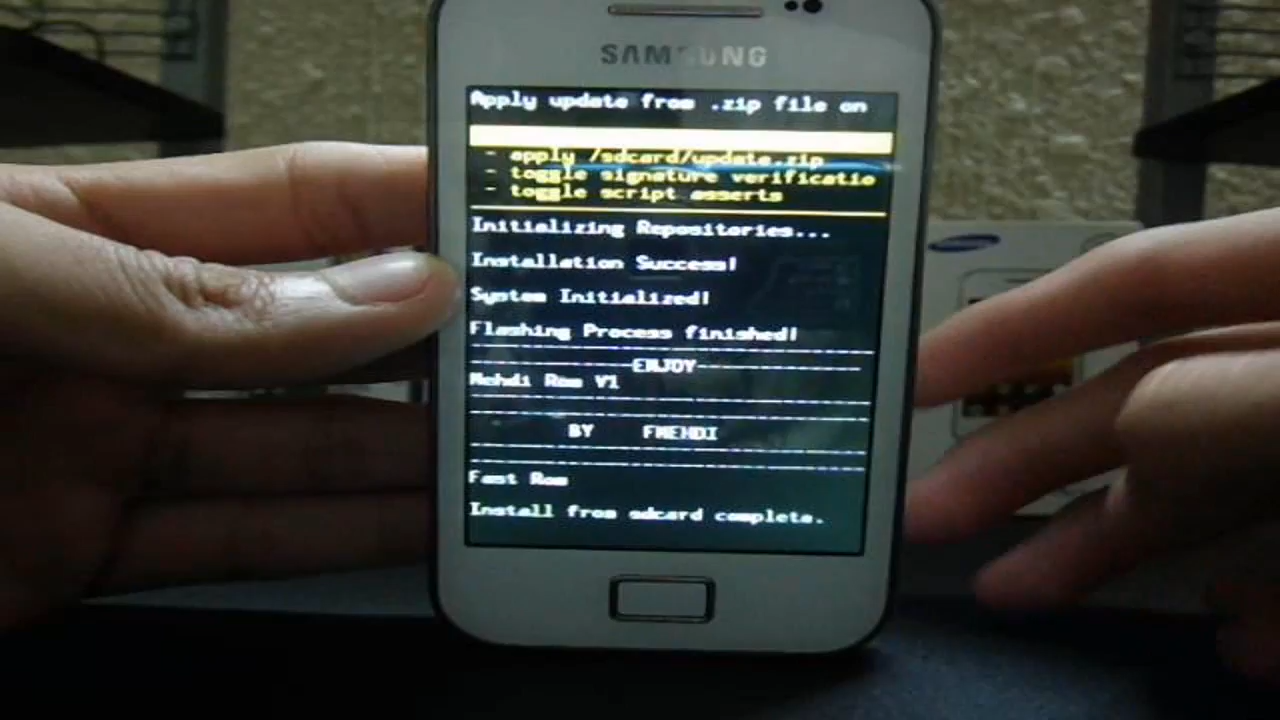 SAMSUNG
Apply update from .zip file on
- apply /sdcard/update.zip
- toggle signature verificatio
- toggle script asserts
Initializing Repositories...
Installation Success!
System Initialized!
Flashing Process finished!
ENJOY
Mehdi Rom V1
BY FMEHDI
Fast Rom
Install from sdcard complete.